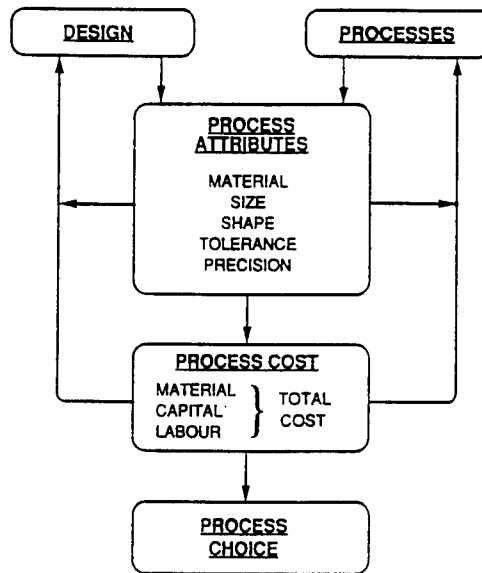 DESIGN
PROCESSES
PROCESS
ATTRIBUTES
MATERIAL
SIZE
SHAPE
TOLERANCE
PRECISION
PROCESS COST
MATERIAL
CAPITAL
LABOUR
TOTAL
COST
PROCESS
CHOICE